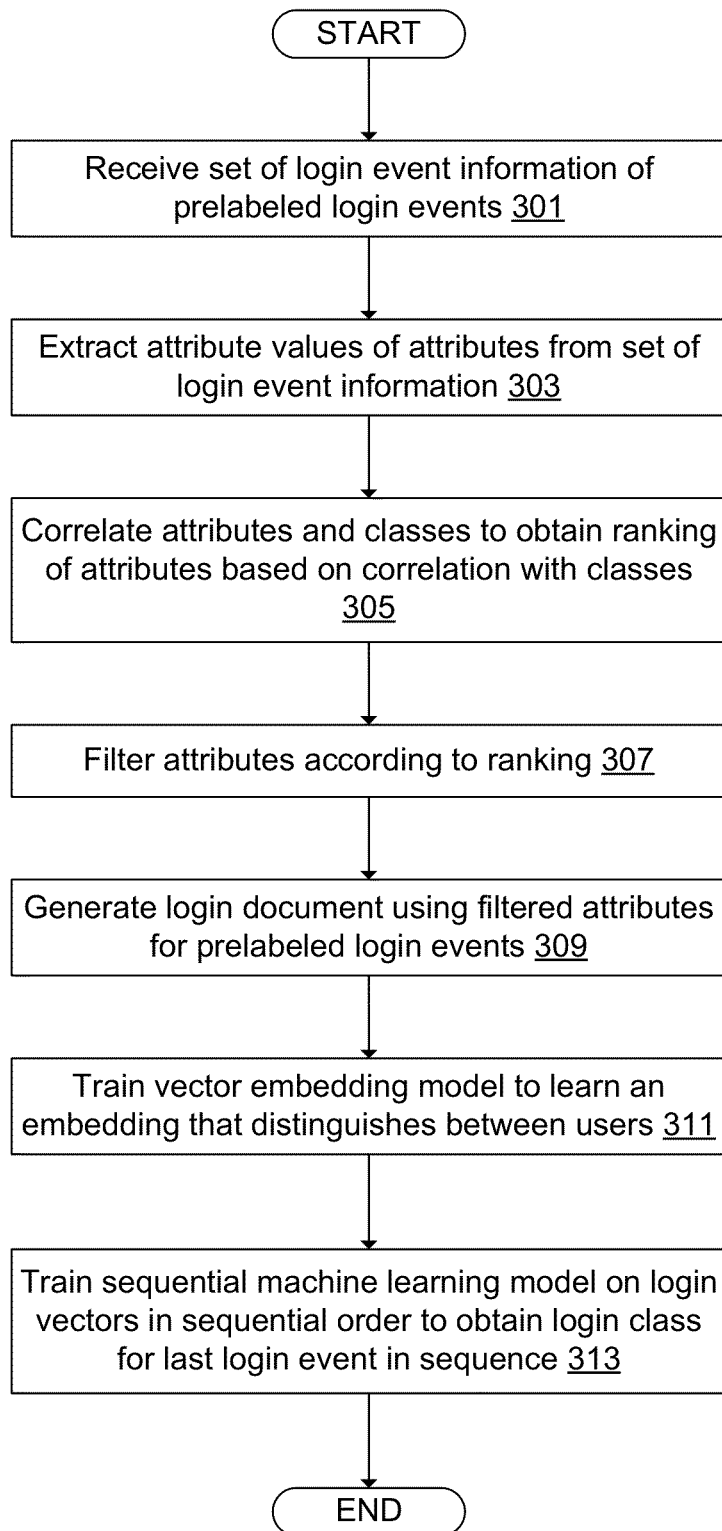 START
Receive set of login event information of
prelabeled login events 301
Extract attribute values of attributes from set of
login event information 303
Correlate attributes and classes to obtain ranking
of attributes based on correlation with classes
305
Filter attributes according to ranking 307
Generate login document using filtered attributes
for prelabeled login events 309
Train vector embedding model to learn an
embedding that distinguishes between users 311
Train sequential machine learning model on login
vectors in sequential order to obtain login class
for last login event in sequence 313
END